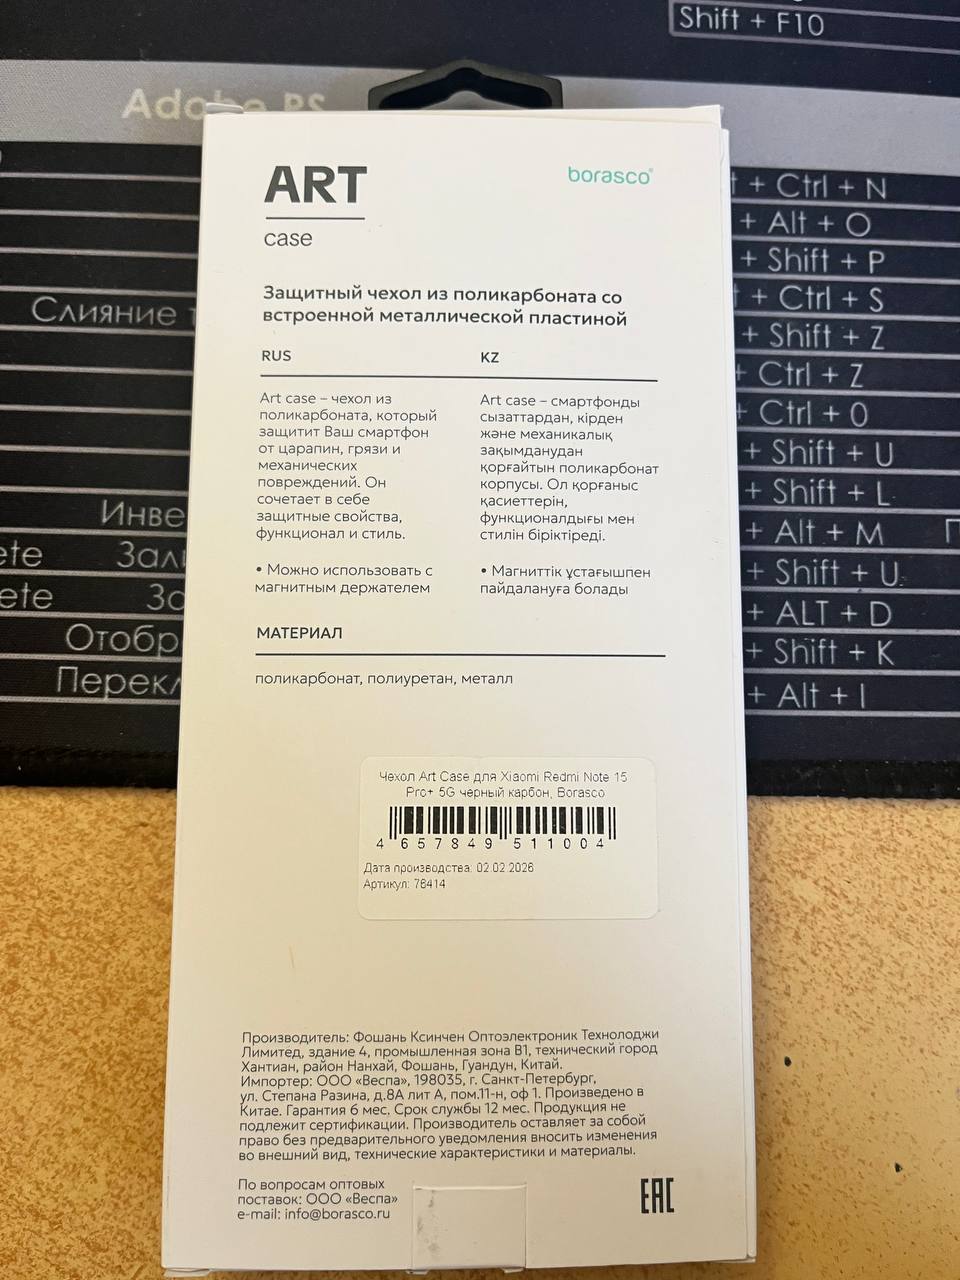 Shift + F10
Adobe PS
+ Ctrl + N
+ Alt + O
+ Shift + P
+ Ctrl + S
+ Shift + Z
+ Ctrl + Z
+ Ctrl + 0
+ Shift + U
+ Shift + L
+ Alt + M
+ Shift + U
+ ALT + D
+ Shift + K
+ Alt + I
Слияние
ART
borasco®
case
Защитный чехол из поликарбоната со
встроенной металлической пластиной
RUS
KZ
Art case – чехол из
поликарбоната, который
защитит Ваш смартфон
от царапин, грязи и
механических
повреждений. Он
сочетает в себе
защитные свойства,
функционал и стиль.
• Можно использовать с
магнитным держателем
Art case – смартфонды
сызаттардан, кірден
және механикалық
зақымданудан
қорғайтын поликарбонат
корпусы. Ол қорғаныс
қасиеттерін,
функционалдығы мен
стилін біріктіреді.
• Магниттік ұстағышпен
пайдалануға болады
МАТЕРИАЛ
поликарбонат, полиуретан, металл
Чехол Art Case для Xiaomi Redmi Note 15
Pro+ 5G черный карбон, Borasco
4 657849 511004
Дата производства: 02.02.2026
Артикул: 76414
Производитель: Фошань Ксинчен Оптоэлектроник Технолоджи
Лимитед, здание 4, промышленная зона B1, технический город
Хантиан, район Нанхай, Фошань, Гуандун, Китай.
Импортер: ООО «Веспа», 198035, г. Санкт-Петербург,
ул. Степана Разина, д.8А лит А, пом.11-н, оф 1. Произведено в
Китае. Гарантия 6 мес. Срок службы 12 мес. Продукция не
подлежит сертификации. Производитель оставляет за собой
право без предварительного уведомления вносить изменения
во внешний вид, технические характеристики и материалы.
По вопросам оптовых
поставок: ООО «Веспа»
e-mail: info@borasco.ru
EAC